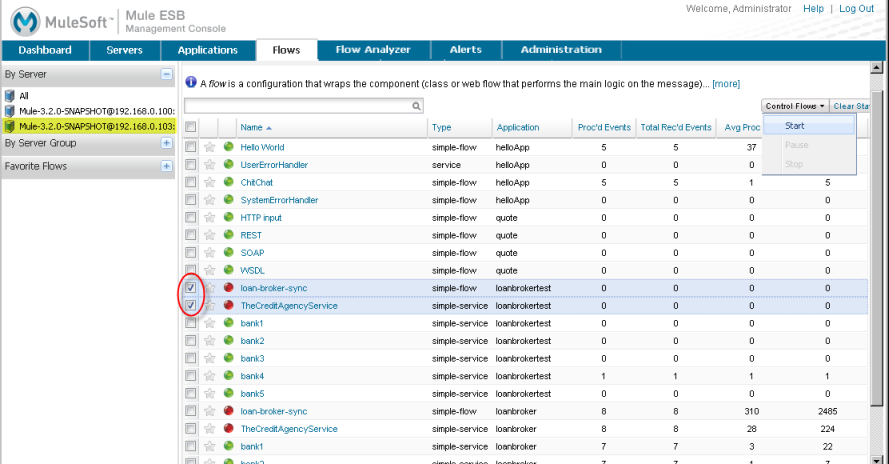 Welcome, Administrator Help | Log Out
MuleSoft™ Mule ESB
Management Console
Dashboard Servers Applications Flows Flow Analyzer Alerts Administration
By Server
All
Mule-3.2.0-SNAPSHOT@192.168.0.100:
Mule-3.2.0-SNAPSHOT@192.168.0.103:
By Server Group
Favorite Flows
A flow is a configuration that wraps the component (class or web flow that performs the main logic on the message)... [more]
Control Flows Clear Sta
Start
Pause
Stop
Name Type Application Proc'd Events Total Rec'd Events Avg Proc
Hello World simple-flow helloApp 5 5 37
UserErrorHandler service helloApp 0 0 0
ChitChat simple-flow helloApp 5 5 1 5
SystemErrorHandler simple-flow helloApp 0 0 0 0
HTTP input simple-flow quote 0 0 0 0
REST simple-flow quote 0 0 0 0
SOAP simple-flow quote 0 0 0 0
WSDL simple-flow quote 0 0 0 0
loan-broker-sync simple-flow loanbrokertest 0 0 0 0
TheCreditAgencyService simple-service loanbrokertest 0 0 0 0
bank1 simple-service loanbrokertest 0 0 0 0
bank2 simple-service loanbrokertest 0 0 0 0
bank3 simple-service loanbrokertest 0 0 0 0
bank4 simple-service loanbrokertest 1 1 1 1
bank5 simple-service loanbrokertest 0 0 0 0
loan-broker-sync simple-flow loanbroker 8 8 310 2485
TheCreditAgencyService simple-service loanbroker 8 8 28 224
bank1 simple-service loanbroker 7 7 3 22
bank2 simple-service loanbroker 7 7 1 7